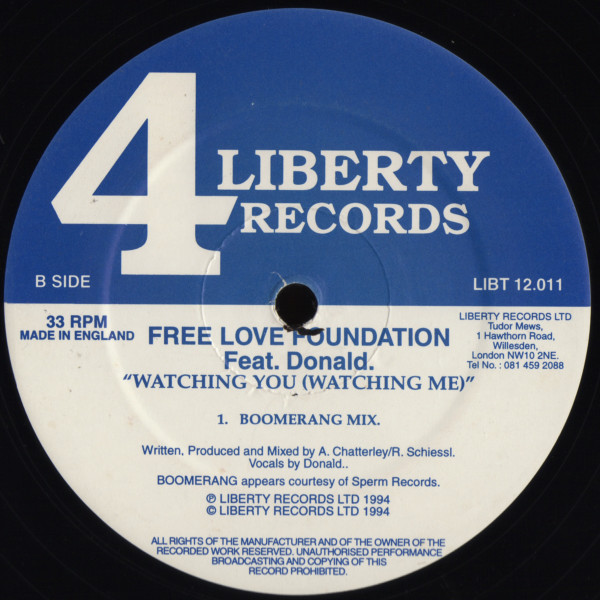 4 LIBERTY
RECORDS
B SIDE
LIBT 12.011
33 RPM
MADE IN ENGLAND
LIBERTY RECORDS LTD
Tudor Mews,
1 Hawthorn Road,
Willesden,
London NW10 2NE.
Tel No. : 081 459 2088
FREE LOVE FOUNDATION
Feat. Donald.
"WATCHING YOU (WATCHING ME)"
1. BOOMERANG MIX.
Written, Produced and Mixed by A. Chatterley/R. Schiessl.
Vocals by Donald..
BOOMERANG appears courtesy of Sperm Records.
℗ LIBERTY RECORDS LTD 1994
© LIBERTY RECORDS LTD 1994
ALL RIGHTS OF THE MANUFACTURER AND OF THE OWNER OF THE
RECORDED WORK RESERVED. UNAUTHORISED PERFORMANCE
BROADCASTING AND COPYING OF THIS
RECORD PROHIBITED.